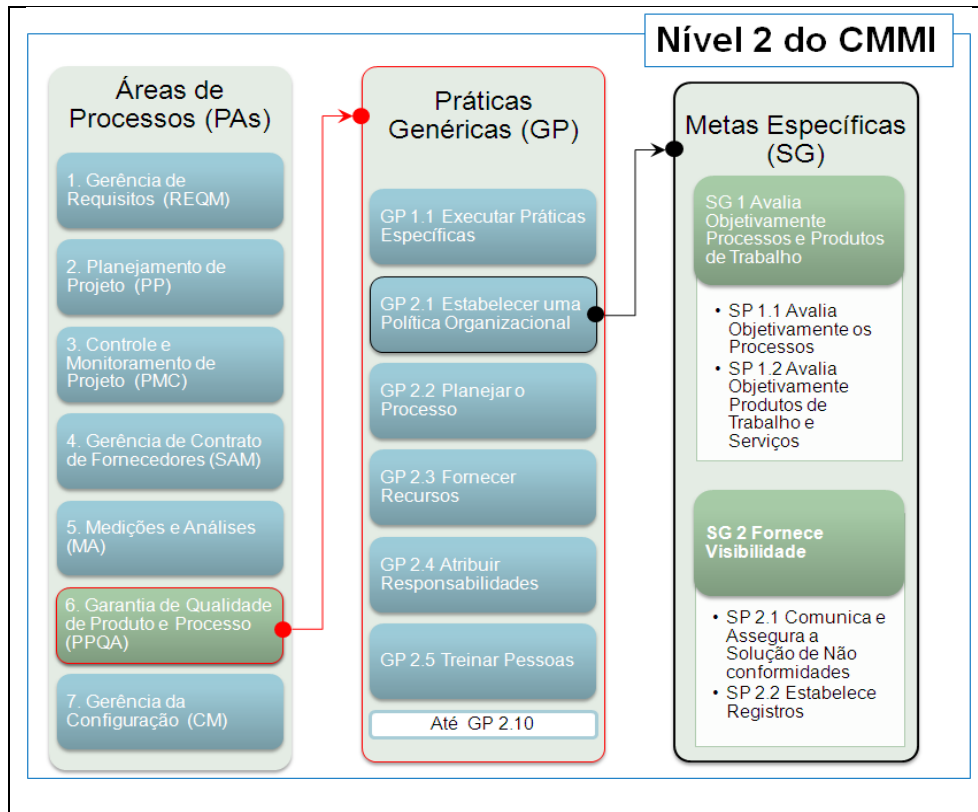 Nível 2 do CMMI
Áreas de
Processos (PAs)
1. Gerência de
Requisitos (REQM)
2. Planejamento de
Projeto (PP)
3. Controle e
Monitoramento de
Projeto (PMC)
4. Gerência de Contrato
de Fornecedores (SAM)
5. Medições e Análises
(MA)
6. Garantia de Qualidade
de Produto e Processo
(PPQA)
7. Gerência da
Configuração (CM)
Práticas
Genéricas (GP)
GP 1.1 Executar Práticas
Específicas
GP 2.1 Estabelecer uma
Política Organizacional
GP 2.2 Planejar o
Processo
GP 2.3 Fornecer
Recursos
GP 2.4 Atribuir
Responsabilidades
GP 2.5 Treinar Pessoas
Até GP 2.10
Metas Específicas
(SG)
SG 1 Avalia
Objetivamente
Processos e Produtos
de Trabalho
• SP 1.1 Avalia
Objetivamente os
Processos
• SP 1.2 Avalia
Objetivamente
Produtos de
Trabalho e
Serviços
SG 2 Fornece
Visibilidade
• SP 2.1 Comunica e
Assegura a
Solução de Não
conformidades
• SP 2.2 Estabelece
Registros